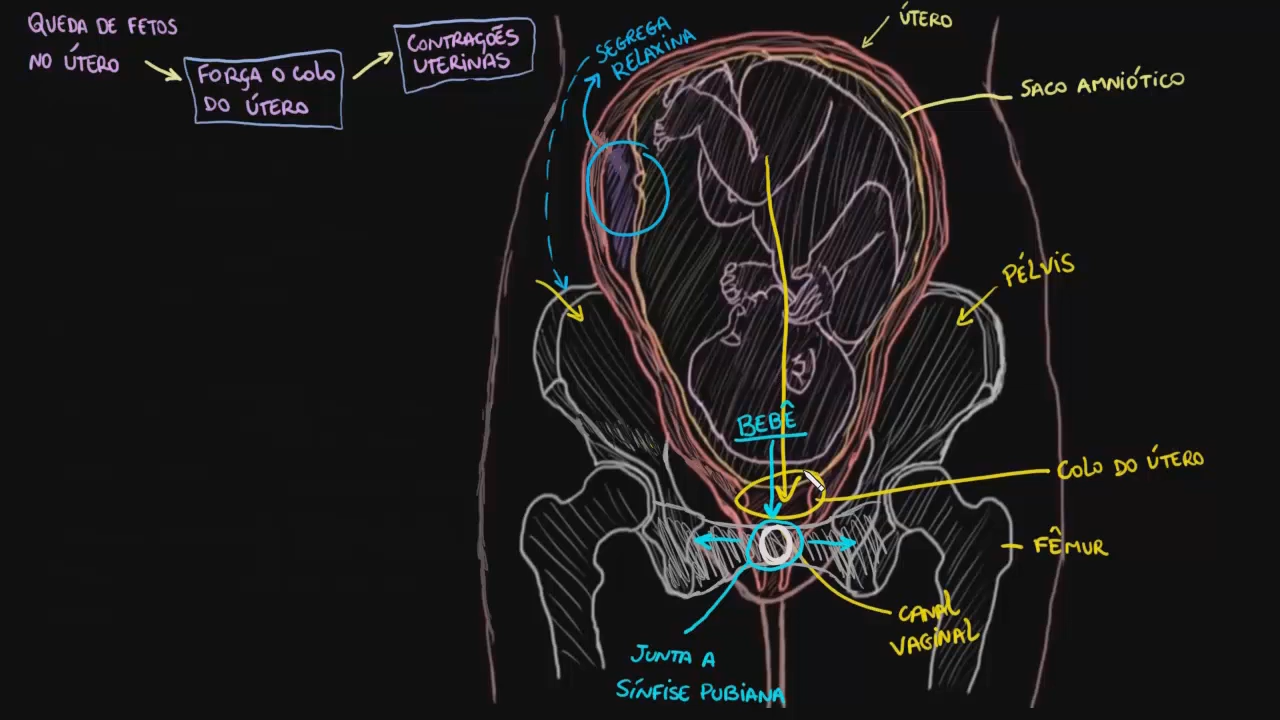 QUEDA DE FETOS
NO ÚTERO
FORÇA O COLO
DO ÚTERO
CONTRAÇÕES
UTERINAS
SEGREGA
RELAXINA
ÚTERO
SACO AMNIÓTICO
PÉLVIS
BEBÊ
COLO DO ÚTERO
FÊMUR
CANAL
VAGINAL
JUNTA A
SÍNFISE PUBIANA